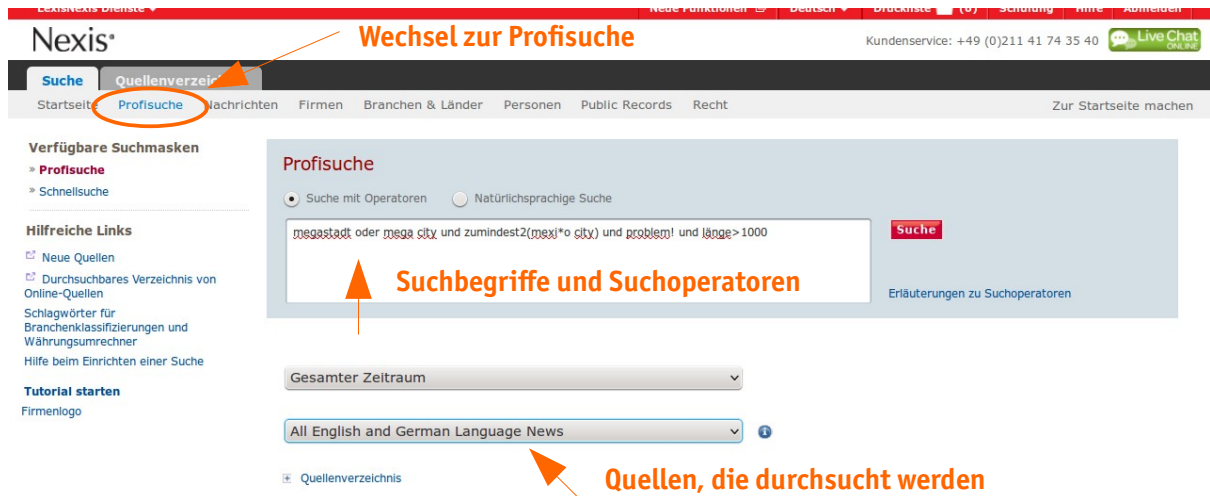 LexisNexis Dienste
Neue Funktionen Deutsch Druckliste (0) Schulung Hilfe Abmelden
Nexis®
Wechsel zur Profisuche
Kundenservice: +49 (0)211 41 74 35 40
Live Chat
ONLINE
Suche Quellenverzeich
Startseite Profisuche Nachrichten Firmen Branchen & Länder Personen Public Records Recht
Zur Startseite machen
Verfügbare Suchmasken
» Profisuche
» Schnellsuche
Hilfreiche Links
Neue Quellen
Durchsuchbares Verzeichnis von
Online-Quellen
Schlagwörter für
Branchenklassifizierungen und
Währungsumrechner
Hilfe beim Einrichten einer Suche
Tutorial starten
Firmenlogo
Profisuche
Suche mit Operatoren Natürlichsprachige Suche
megastadt oder mega city und zumindest2(mexi*o city) und problem! und länge>1000
Suche
Suchbegriffe und Suchoperatoren
Erläuterungen zu Suchoperatoren
Gesamter Zeitraum
All English and German Language News
Quellenverzeichnis
Quellen, die durchsucht werden